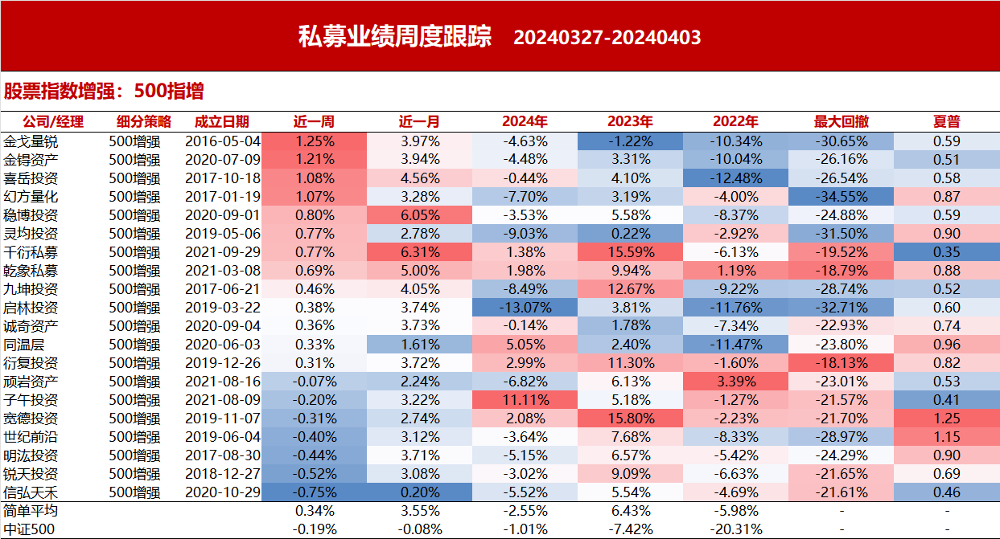 私募业绩周度跟踪 20240327-20240403
股票指数增强：500指增
公司/经理 细分策略 成立日期 近一周 近一月 2024年 2023年 2022年 最大回撤 夏普
金戈量锐 500增强 2016-05-04 1.25% 3.97% -4.63% -1.22% -10.34% -30.65% 0.59
金锝资产 500增强 2020-07-09 1.21% 3.94% -4.48% 3.31% -10.04% -26.16% 0.51
喜岳投资 500增强 2017-10-18 1.08% 4.56% -0.44% 4.10% -12.48% -26.54% 0.58
幻方量化 500增强 2017-01-19 1.07% 3.28% -7.70% 3.19% -4.00% -34.55% 0.87
稳博投资 500增强 2020-09-01 0.80% 6.05% -3.53% 5.58% -8.37% -24.88% 0.59
灵均投资 500增强 2019-05-06 0.77% 2.78% -9.03% 0.22% -2.92% -31.50% 0.90
千衍私募 500增强 2021-09-29 0.77% 6.31% 1.38% 15.59% -6.13% -19.52% 0.35
乾象私募 500增强 2021-03-08 0.69% 5.00% 1.98% 9.94% 1.19% -18.79% 0.88
九坤投资 500增强 2017-06-21 0.46% 4.05% -8.49% 12.67% -9.22% -28.74% 0.52
启林投资 500增强 2019-03-22 0.38% 3.74% -13.07% 3.81% -11.76% -32.71% 0.60
诚奇资产 500增强 2020-09-04 0.36% 3.73% -0.14% 1.78% -7.34% -22.93% 0.74
同温层 500增强 2020-06-03 0.33% 1.61% 5.05% 2.40% -11.47% -23.80% 0.96
衍复投资 500增强 2019-12-26 0.31% 3.72% 2.99% 11.30% -1.60% -18.13% 0.82
顽岩资产 500增强 2021-08-16 -0.07% 2.24% -6.82% 6.13% 3.39% -23.01% 0.53
子午投资 500增强 2021-08-09 -0.20% 3.22% 11.11% 5.18% -1.27% -21.57% 0.41
宽德投资 500增强 2019-11-07 -0.31% 2.74% 2.08% 15.80% -2.23% -21.70% 1.25
世纪前沿 500增强 2019-06-04 -0.40% 3.12% -3.64% 7.68% -8.33% -28.97% 1.15
明汯投资 500增强 2017-08-30 -0.44% 3.71% -5.15% 6.57% -5.42% -24.29% 0.90
锐天投资 500增强 2018-12-27 -0.52% 3.08% -3.02% 9.09% -6.63% -21.65% 0.69
信弘天禾 500增强 2020-10-29 -0.75% 0.20% -5.52% 5.54% -4.69% -21.61% 0.46
简单平均 0.34% 3.55% -2.55% 6.43% -5.98% - -
中证500 -0.19% -0.08% -1.01% -7.42% -20.31% - -